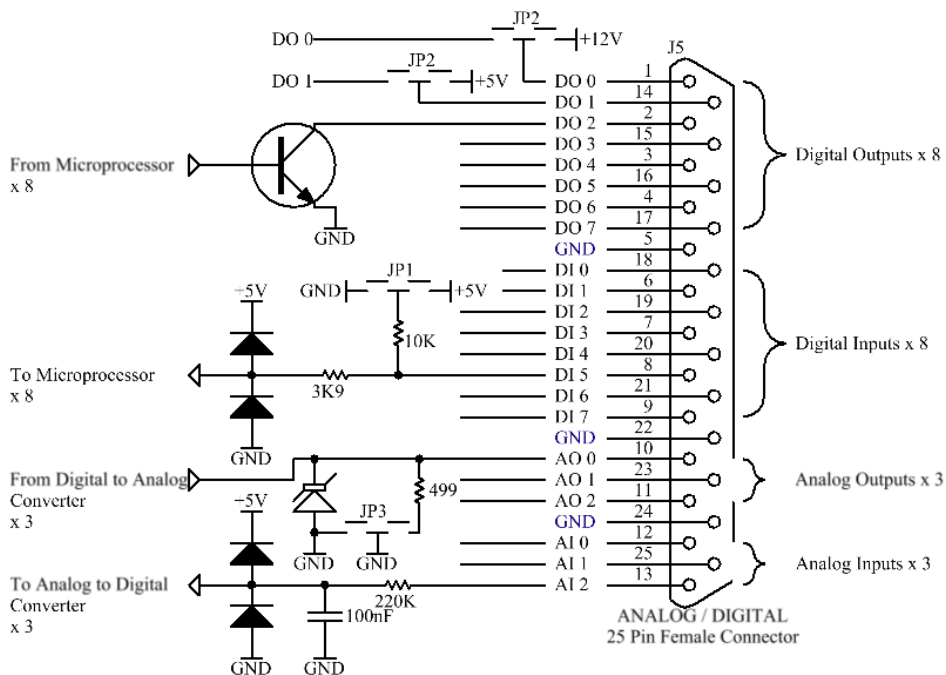 JP2
DO 0
+12V
J5
JP2
DO 1
+5V
DO 0 1
DO 1 14
DO 2 2
DO 3 15
From Microprocessor
x 8
DO 4 3
Digital Outputs x 8
DO 5 16
DO 6 4
DO 7 17
GND
GND 5
DI 0 18
JP1
GND
+5V
DI 1 6
+5V
DI 2 19
10K
DI 3 7
Digital Inputs x 8
DI 4 20
To Microprocessor
x 8
3K9
DI 5 8
DI 6 21
DI 7 9
GND
GND 22
AO 0 10
From Digital to Analog
Converter
x 3
499
AO 1 23
Analog Outputs x 3
+5V
AO 2 11
JP3
GND 24
GND
GND
AI 0 12
AI 1 25
Analog Inputs x 3
To Analog to Digital
Converter
x 3
220K
AI 2 13
100nF
GND
GND
ANALOG / DIGITAL
25 Pin Female Connector